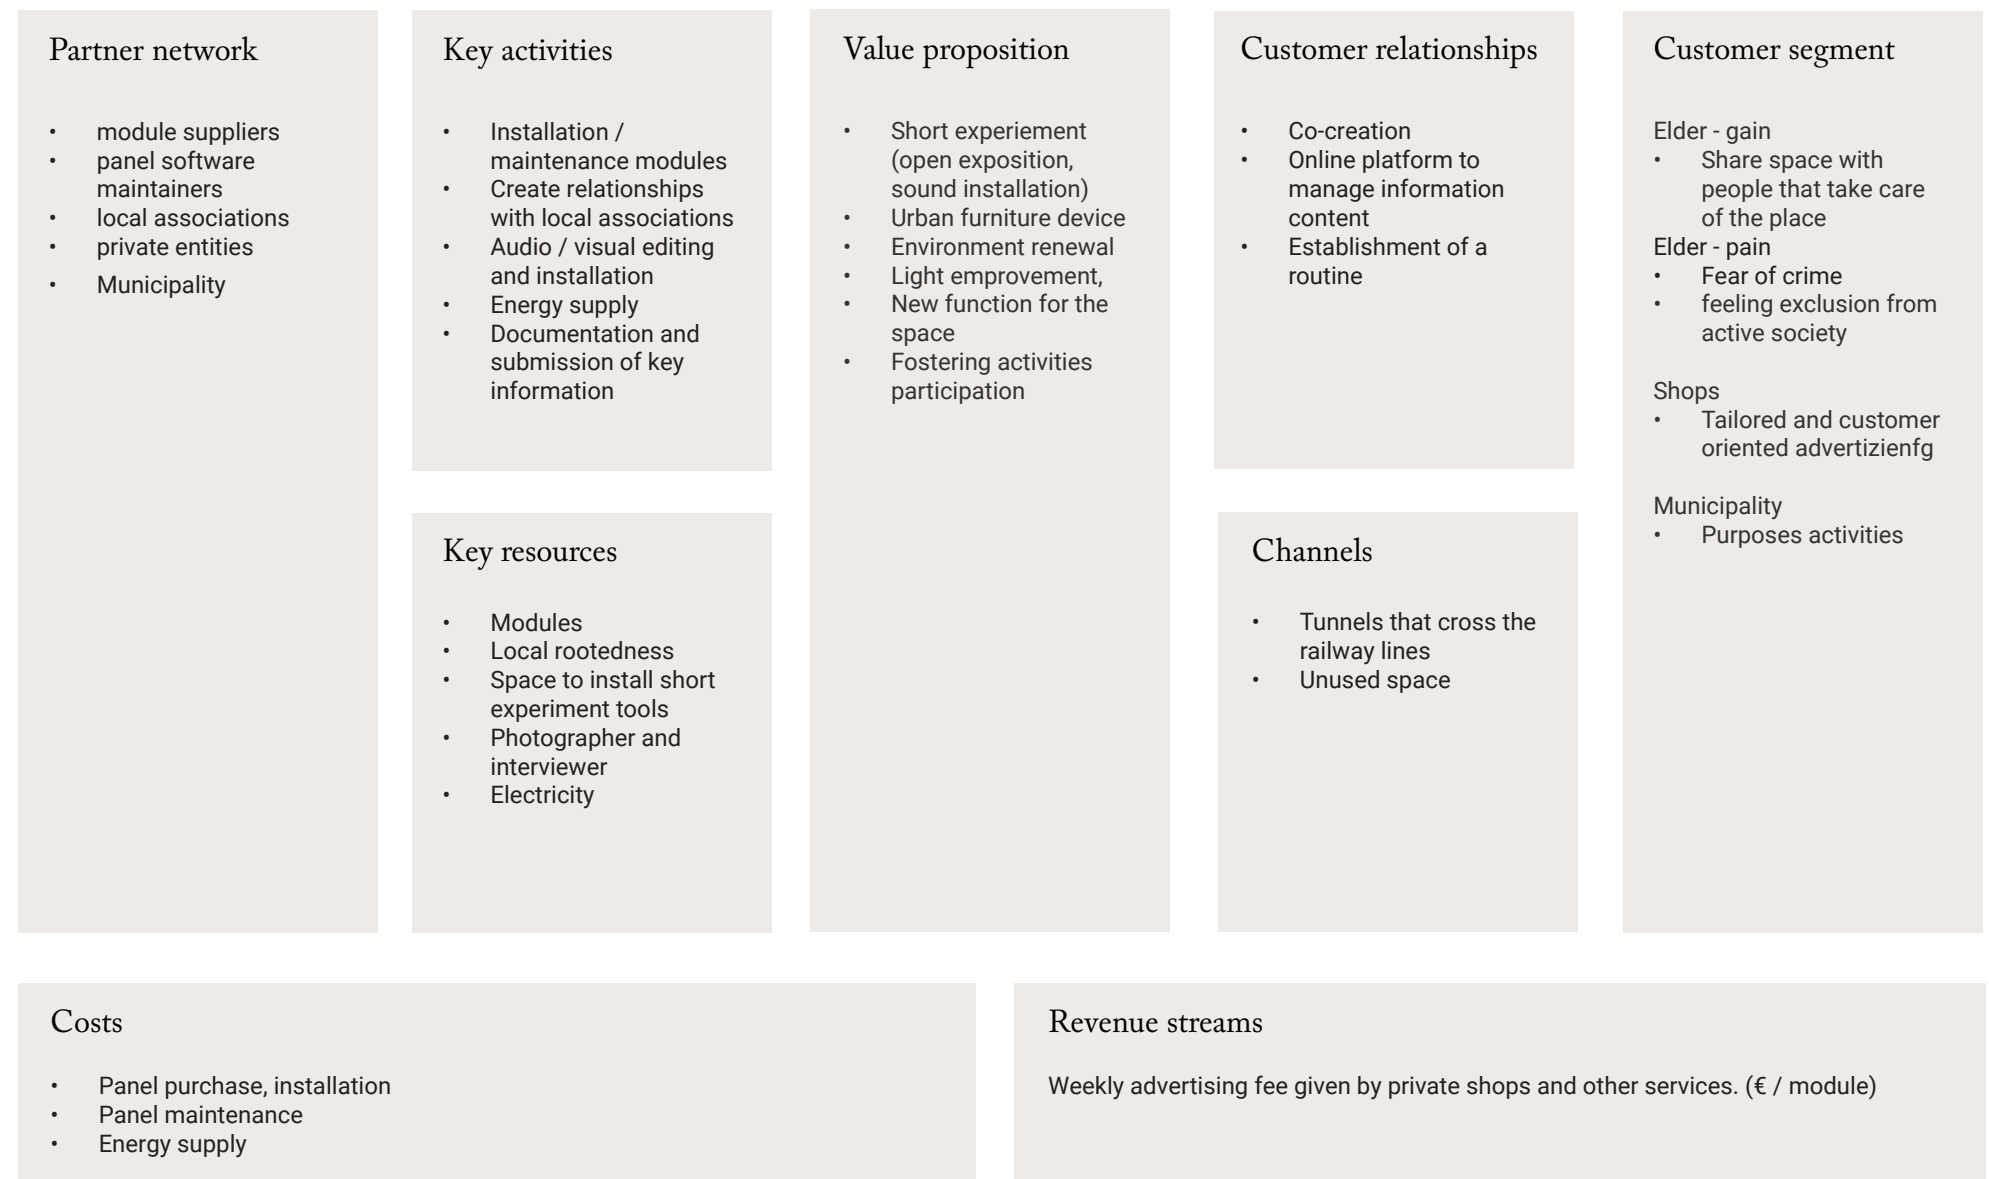 Partner network
• module suppliers
• panel software
maintainers
• local associations
• private entities
• Municipality
Key activities
• Installation /
maintenance modules
• Create relationships
with local associations
• Audio / visual editing
and installation
• Energy supply
• Documentation and
submission of key
information
Key resources
• Modules
• Local rootedness
• Space to install short
experiment tools
• Photographer and
interviewer
• Electricity
Value proposition
• Short experiement
(open exposition,
sound installation)
• Urban furniture device
• Environment renewal
• Light emprovement,
• New function for the
space
• Fostering activities
participation
Customer relationships
• Co-creation
• Online platform to
manage information
content
• Establishment of a
routine
Channels
• Tunnels that cross the
railway lines
• Unused space
Customer segment
Elder - gain
• Share space with
people that take care
of the place
Elder - pain
• Fear of crime
• feeling exclusion from
active society
Shops
• Tailored and customer
oriented advertizienfg
Municipality
• Purposes activities
Costs
• Panel purchase, installation
• Panel maintenance
• Energy supply
Revenue streams
Weekly advertising fee given by private shops and other services. (€ / module)